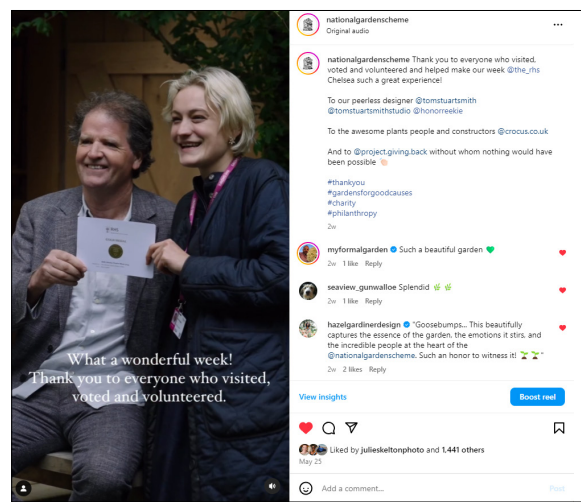 What a wonderful week!
Thank you to everyone who visited,
voted and volunteered.
nationalgardenscheme
Original audio
nationalgardenscheme Thank you to everyone who visited,
voted and volunteered and helped make our week @the_rhs
Chelsea such a great experience!
To our peerless designer @tomstuartsmith
@tomstuartsmithstudio @honorreekie
To the awesome plants people and constructors @crocus.co.uk
And to @project.giving.back without whom nothing would have
been possible 👏🏻
#thankyou
#gardensforgoodcauses
#charity
#philanthropy
2w
myformalgarden Such a beautiful garden 💚
2w 1 like Reply
seaview_gunwalloe Splendid 🌿 🌿
2w 1 like Reply
hazelgardinerdesign "Goosebumps... This beautifully
captures the essence of the garden, the emotions it stirs, and
the incredible people at the heart of the
@nationalgardenscheme. Such an honor to witness it! 🌱 🌱"
2w 2 likes Reply
View insights
Boost reel
Liked by julieskeltonphoto and 1,441 others
May 25
Add a comment...
Post